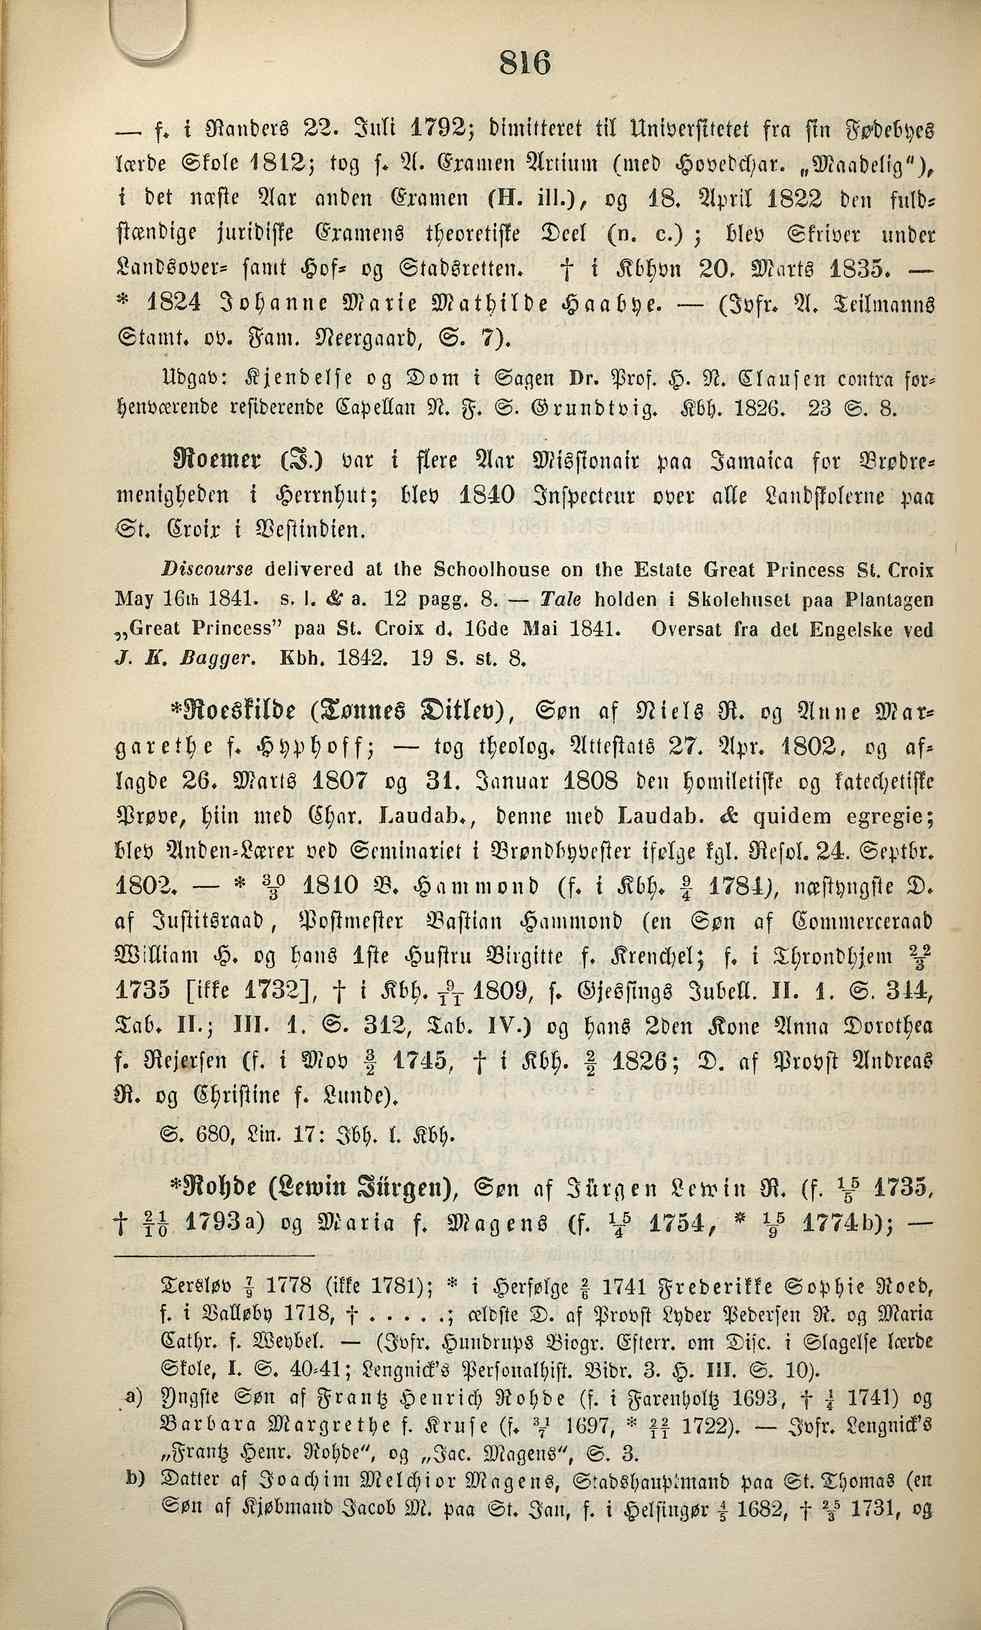 816
— f. i Randers 22. Juli 1792; dimitteret til Universitetet fra sin Fødebyes
lærde Skole 1812; tog s. A. Examen Artium (med Hovedchar. „Maadelig“),
i det næste Aar anden Examen (H. ill.), og 18. April 1822 den fuld-
stændige juridiske Examens theoretiske Deel (n. c.) ; blev Skriver under
Landsover- samt Hof- og Stadsretten. † i Kbhvn 20. Marts 1835. —
* 1824 Johanne Marie Mathilde Haabye. — (Jvfr. A. Teilmanns
Stamt. ov. Fam. Neergaard, S. 7).
Udgav: Kjendelse og Dom i Sagen Dr. Prof. H. N. Clausen contra for-
henværende residerende Capellan N. F. S. Grundtvig. Kbh. 1826. 23 S. 8.
Roemer (J.) var i flere Aar Missionair paa Jamaica for Brødre-
menigheden i Herrnhut; blev 1840 Inspecteur over alle Landskolerne paa
St. Croix i Vestindien.
Discourse delivered at the Schoolhouse on the Estate Great Princess St. Croix
May 16th 1841. s. l. & a. 12 pagg. 8. — Tale holden i Skolehuset paa Plantagen
„Great Princess” paa St. Croix d. 16de Mai 1841. Oversat fra det Engelske ved
J. K. Bagger. Kbh. 1842. 19 S. st. 8.
*Roeskilde (Tønnes Ditlev), Søn af Niels R. og Anne Mar-
garethe f. Hyphoff; — tog theolog. Attestats 27. Apr. 1802, og af-
lagde 26. Marts 1807 og 31. Januar 1808 den homiletiske og katechetiske
Prøve, hiin med Char. Laudab., denne med Laudab. & quidem egregie;
blev Anden-Lærer ved Seminariet i Brøndbyvester ifølge kgl. Resol. 24. Septbr.
1802. — * 30/3 1810 B. Hammond (f. i Kbh. 9/4 1784), næstyngste D.
af Justitsraad, Postmester Bastian Hammond (en Søn af Commerceraad
William H. og hans 1ste Hustru Birgitte f. Krenchel; f. i Throndhjem 22/3
1735 [ikke 1732], † i Kbh. 9/11 1809, f. Gjessings Jubell. II. 1. S. 344,
Tab. II.; III. 1. S. 312, Tab. IV.) og hans 2den Kone Anna Dorothea
f. Rejersen (f. i Mov 3/2 1745, † i Kbh. 2/2 1826; D. af Provst Andreas
R. og Christine f. Lunde).
S. 680, Lin. 17: Jbh. l. Kbh.
*Rohde (Lewin Jürgen), Søn af Jürgen Lewin R. (f. 15/5 1735,
† 21/10 1793a) og Maria f. Magens (f. 15/4 1754, * 15/9 1774b); —
Tersløv 7/9 1778 (ikke 1781); * i Herfølge 2/6 1741 Frederikke Sophie Roed,
f. i Valløby 1718, † . . . . .; ældste D. af Provst Lyder Pedersen R. og Maria
Cathr. f. Weybel. — (Jvfr. Hundrups Biogr. Efterr. om Disc. i Slagelse lærde
Skole, I. S. 40-41; Lengnick's Personalhist. Bidr. 3. H. III. S. 10).
a) Yngste Søn af Frantz Henrich Rohde (f. i Farenholtz 1693, † 1/4 1741) og
Barbara Margrethe f. Kruse (f. 31/7 1697, * 22/11 1722). — Jvfr. Lengnick's
„Frantz Henr. Rohde“, og „Jac. Magens“, S. 3.
b) Datter af Joachim Melchior Magens, Stadshauptmand paa St. Thomas (en
Søn af Kjøbmand Jacob M. paa St. Jan, f. i Helsingør 4/5 1682, † 25/3 1731, og